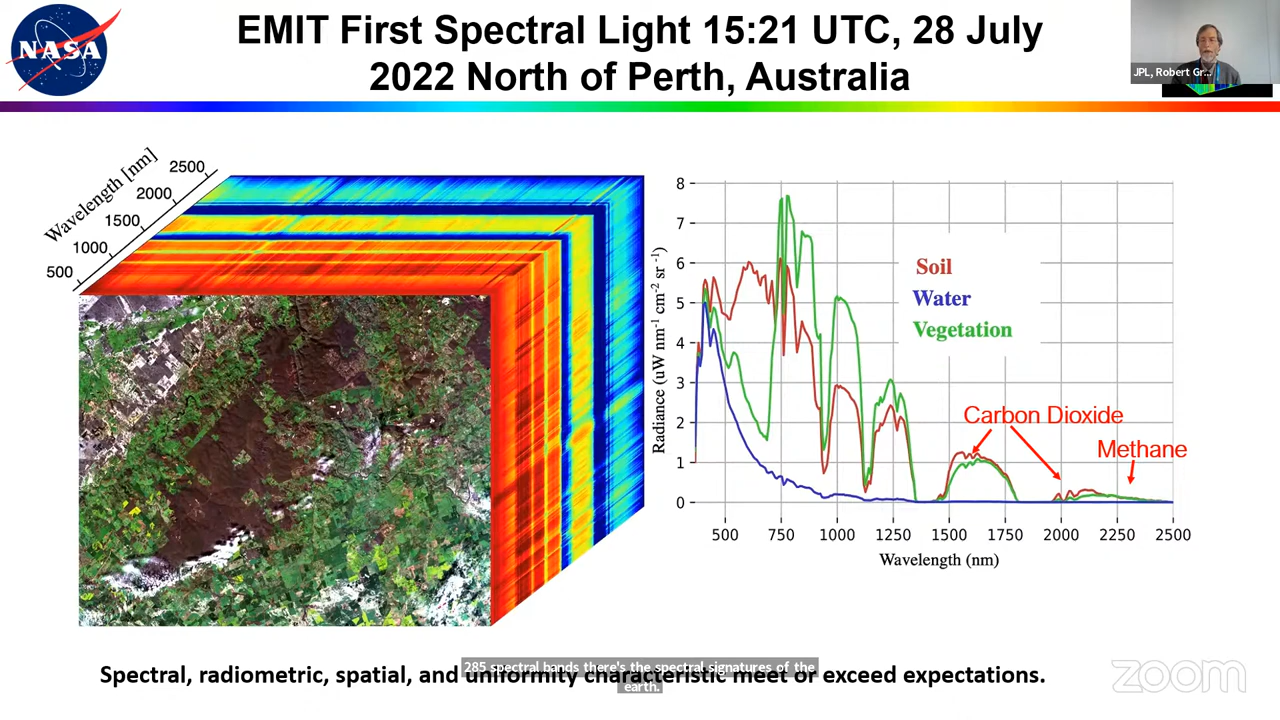 EMIT First Spectral Light 15:21 UTC, 28 July
2022 North of Perth, Australia
NASA
JPL, Robert Gr...
Wavelength [nm]
2500
2000
1500
1000
500
8
7
6
5
4
3
2
1
0
Radiance (uW nm-1 cm-2 sr -1)
Soil
Water
Vegetation
Carbon Dioxide
Methane
500 750 1000 1250 1500 1750 2000 2250 2500
Wavelength (nm)
Spectral, radiometric, spatial, and uniformity characteristic meet or exceed expectations.
285 spectral bands there's the spectral signatures of the
earth.
zoom